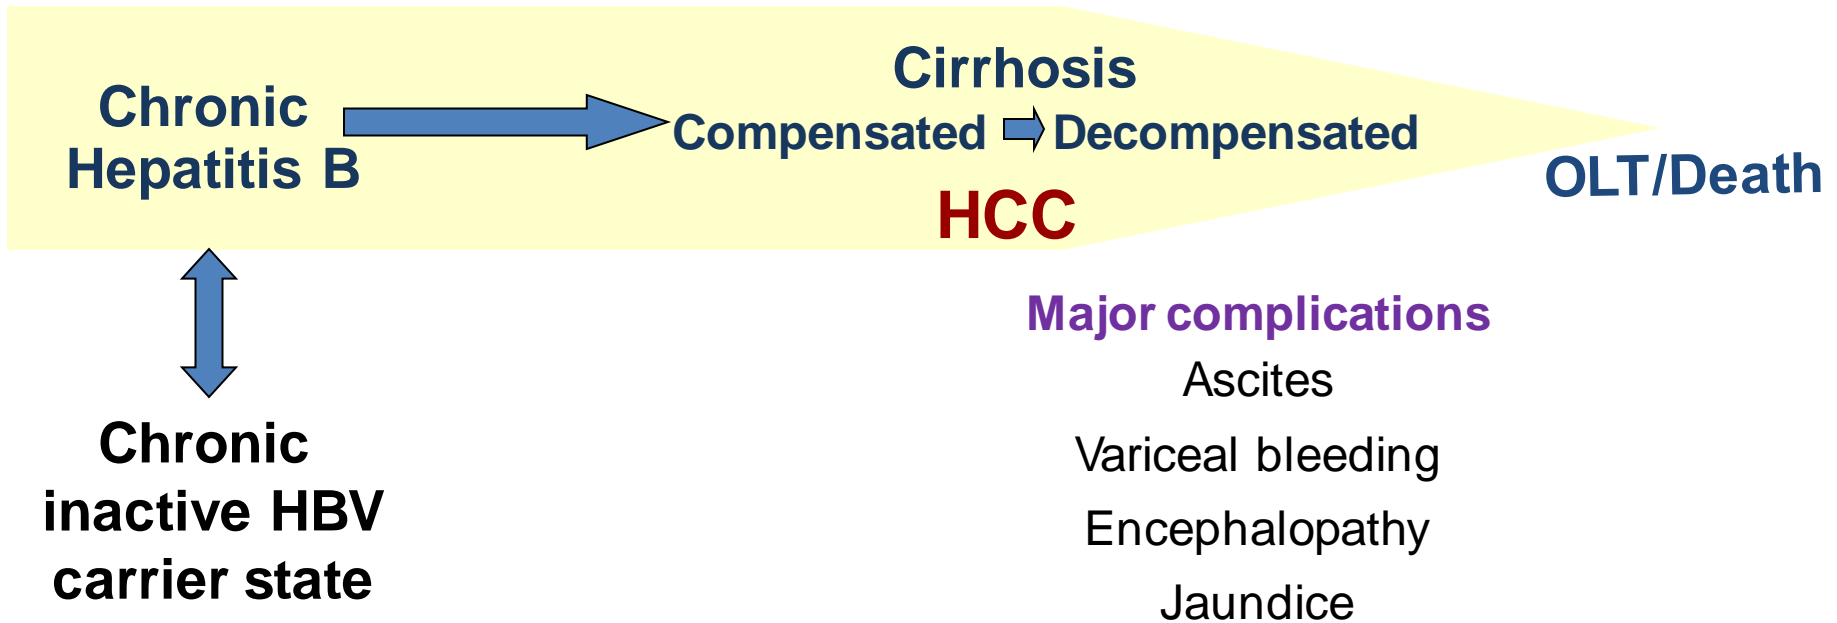 Chronic
Hepatitis B
Cirrhosis
Compensated
Decompensated
HCC
OLT/Death
Chronic
inactive HBV
carrier state
Major complications
Ascites
Variceal bleeding
Encephalopathy
Jaundice